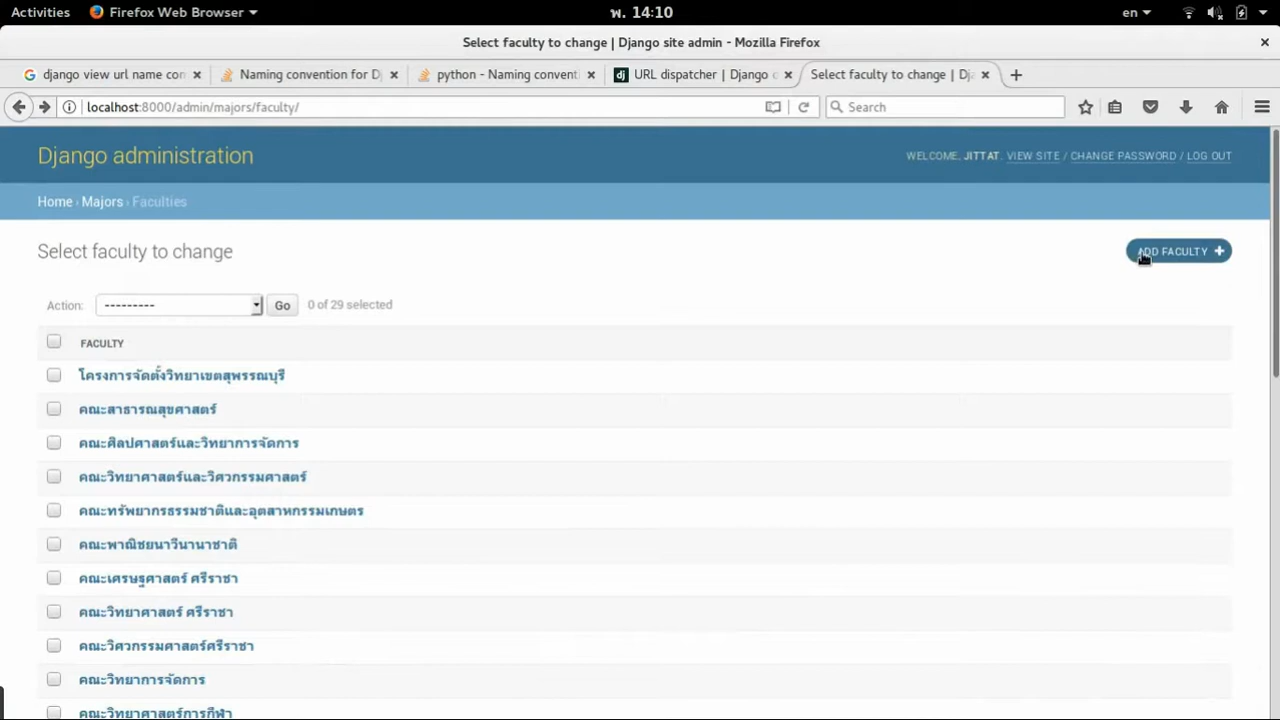 Activities Firefox Web Browser พ. 14:10 en
Select faculty to change | Django site admin - Mozilla Firefox
django view url name con Naming convention for Dj python - Naming conventi URL dispatcher | Django Select faculty to change | Dj
localhost:8000/admin/majors/faculty/ Search
Django administration WELCOME, JITTAT. VIEW SITE / CHANGE PASSWORD / LOG OUT
Home › Majors › Faculties
Select faculty to change ADD FACULTY +
Action: --------- Go 0 of 29 selected
FACULTY
โครงการจัดตั้งวิทยาเขตสุพรรณบุรี
คณะสาธารณสุขศาสตร์
คณะศิลปศาสตร์และวิทยาการจัดการ
คณะวิทยาศาสตร์และวิศวกรรมศาสตร์
คณะทรัพยากรธรรมชาติและอุตสาหกรรมเกษตร
คณะพาณิชยนาวีนานาชาติ
คณะเศรษฐศาสตร์ ศรีราชา
คณะวิทยาศาสตร์ ศรีราชา
คณะวิศวกรรมศาสตร์ศรีราชา
คณะวิทยาการจัดการ
คณะวิทยาศาสตร์การกีฬา